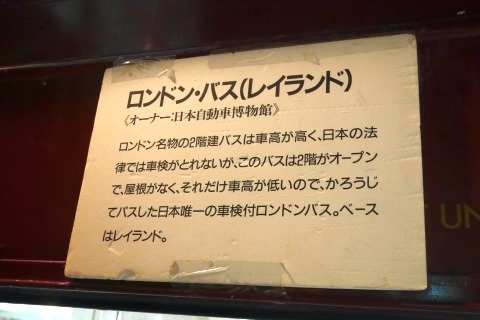 ロンドン・バス(レイランド)
《オーナー:日本自動車博物館》
ロンドン名物の2階建バスは車高が高く、日本の法
律では車検がとれないが、このバスは2階がオープン
で、屋根がなく、それだけ車高が低いので、かろうじ
てパスした日本唯一の車検付ロンドンバス。ベース
はレイランド。
UN